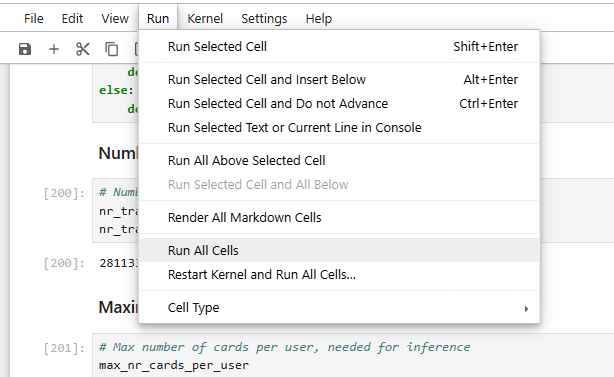 File Edit View Run Kernel Settings Help
Run Selected Cell Shift+Enter
Run Selected Cell and Insert Below Alt+Enter
Run Selected Cell and Do not Advance Ctrl+Enter
Run Selected Text or Current Line in Console
Run All Above Selected Cell
Run Selected Cell and All Below
Render All Markdown Cells
Run All Cells
Restart Kernel and Run All Cells...
Cell Type
de
else:
de
Numb
[200]: # Num
nr_tra
nr_tra
[200]: 28113
Maxi
[201]: # Max number of cards per user, needed for inference
max_nr_cards_per_user